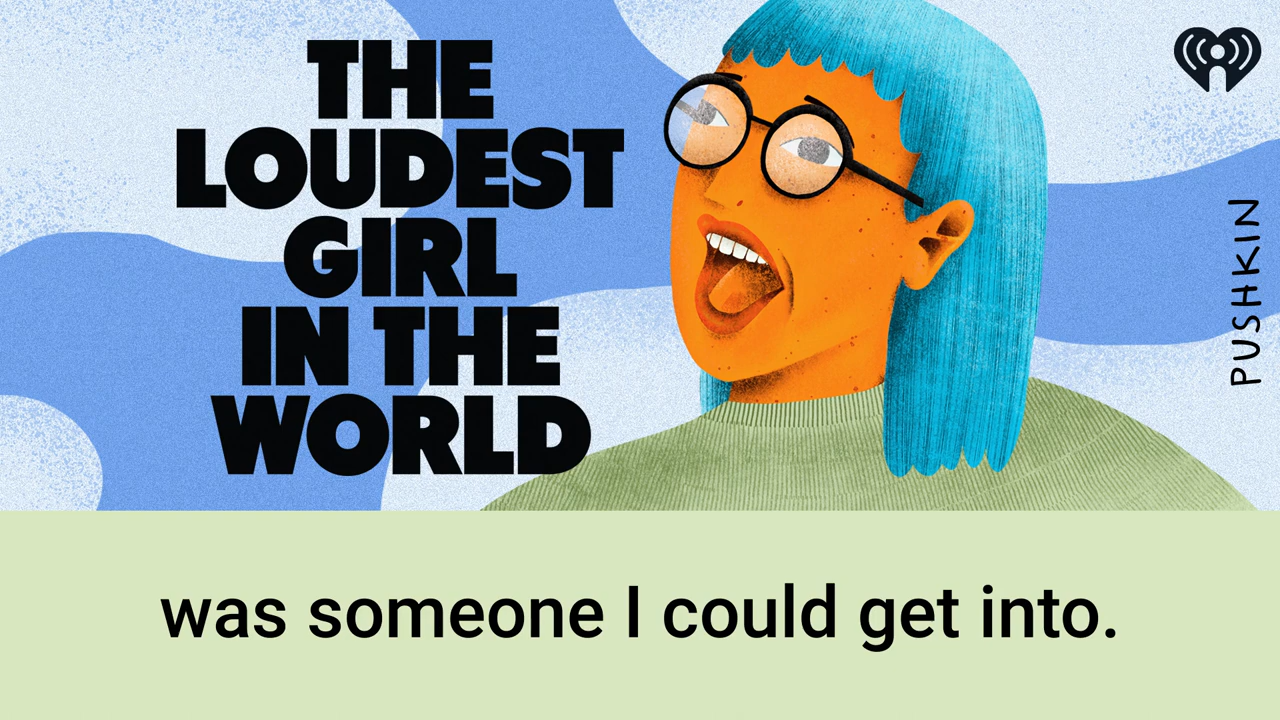 THE
LOUDEST
GIRL
IN THE
WORLD
PUSHKIN
was someone I could get into.